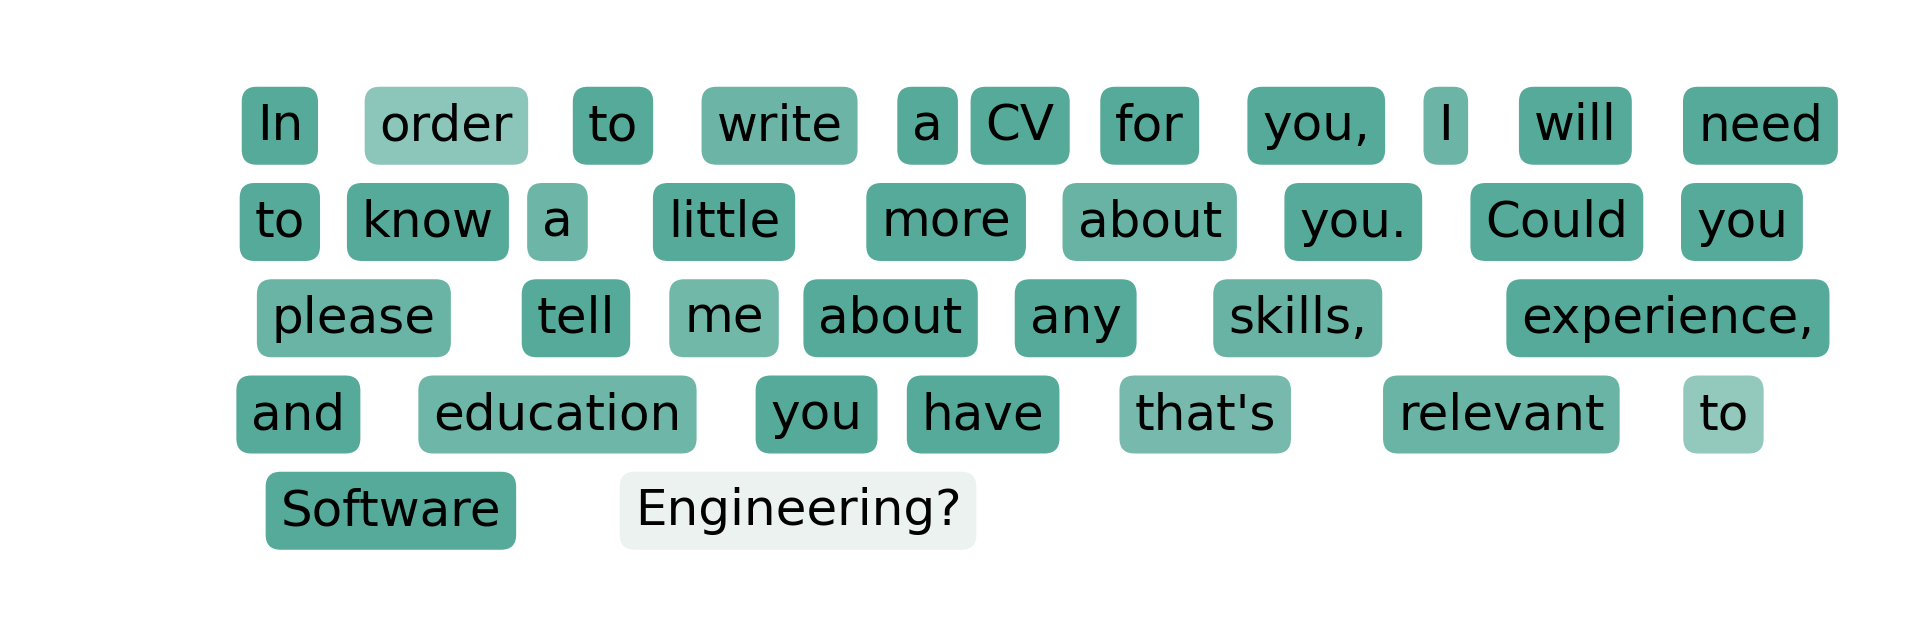 In order to write a CV for you, I will need
to know a little more about you. Could you
please tell me about any skills, experience,
and education you have that's relevant to
Software Engineering?